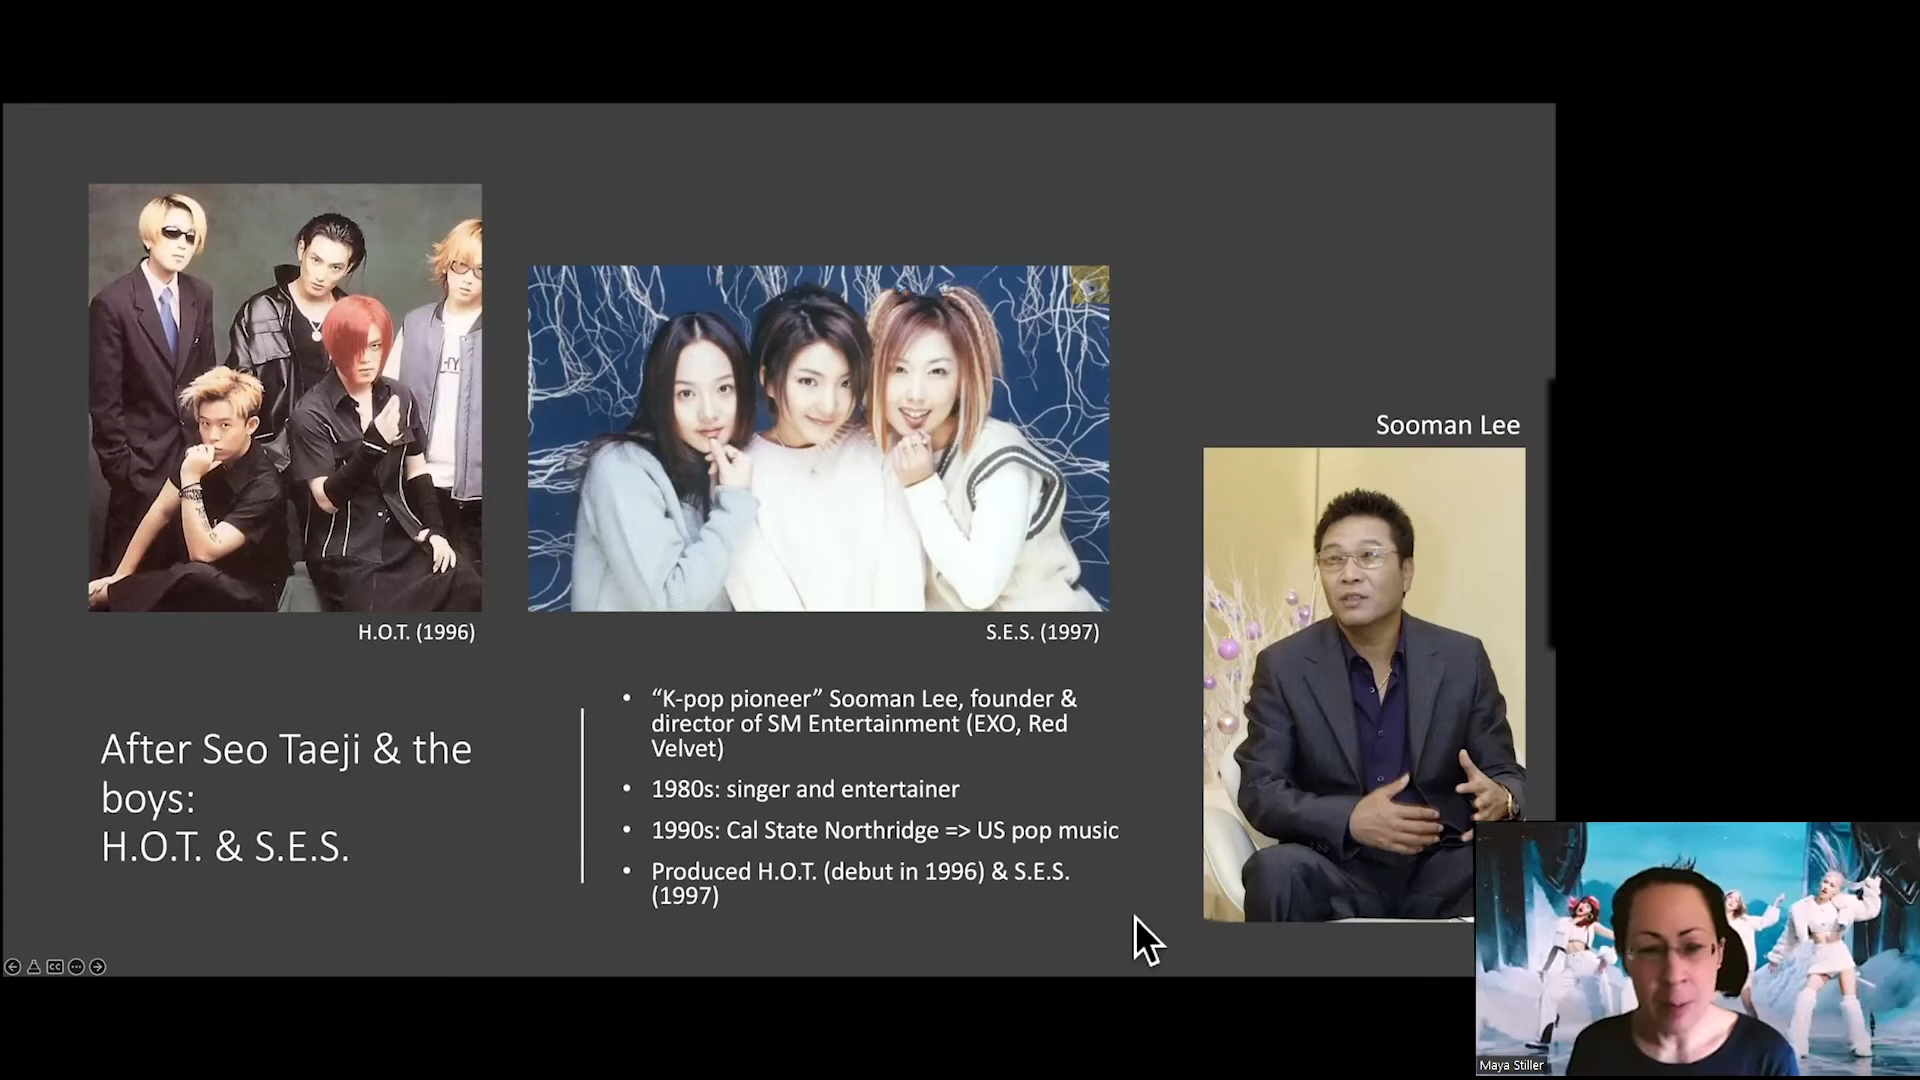 Sooman Lee
H.O.T. (1996)
S.E.S. (1997)
After Seo Taeji & the
boys:
H.O.T. & S.E.S.
• “K-pop pioneer” Sooman Lee, founder &
director of SM Entertainment (EXO, Red
Velvet)
• 1980s: singer and entertainer
• 1990s: Cal State Northridge => US pop music
• Produced H.O.T. (debut in 1996) & S.E.S.
(1997)
CC
Maya Stiller